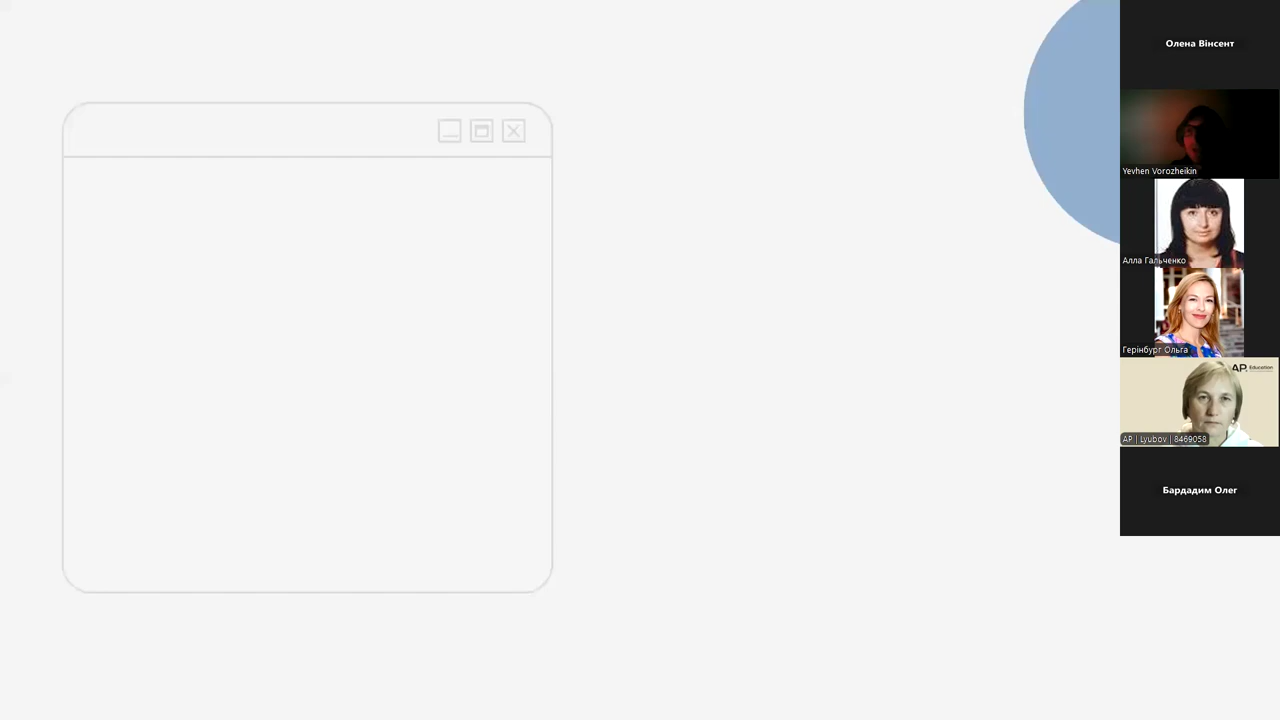 Олена Вінсент
Yevhen Vorozheikin
Алла Гальченко
Герінбург Ольга
AP Education
AP | Lyubov | 8469058
Бардадим Олег